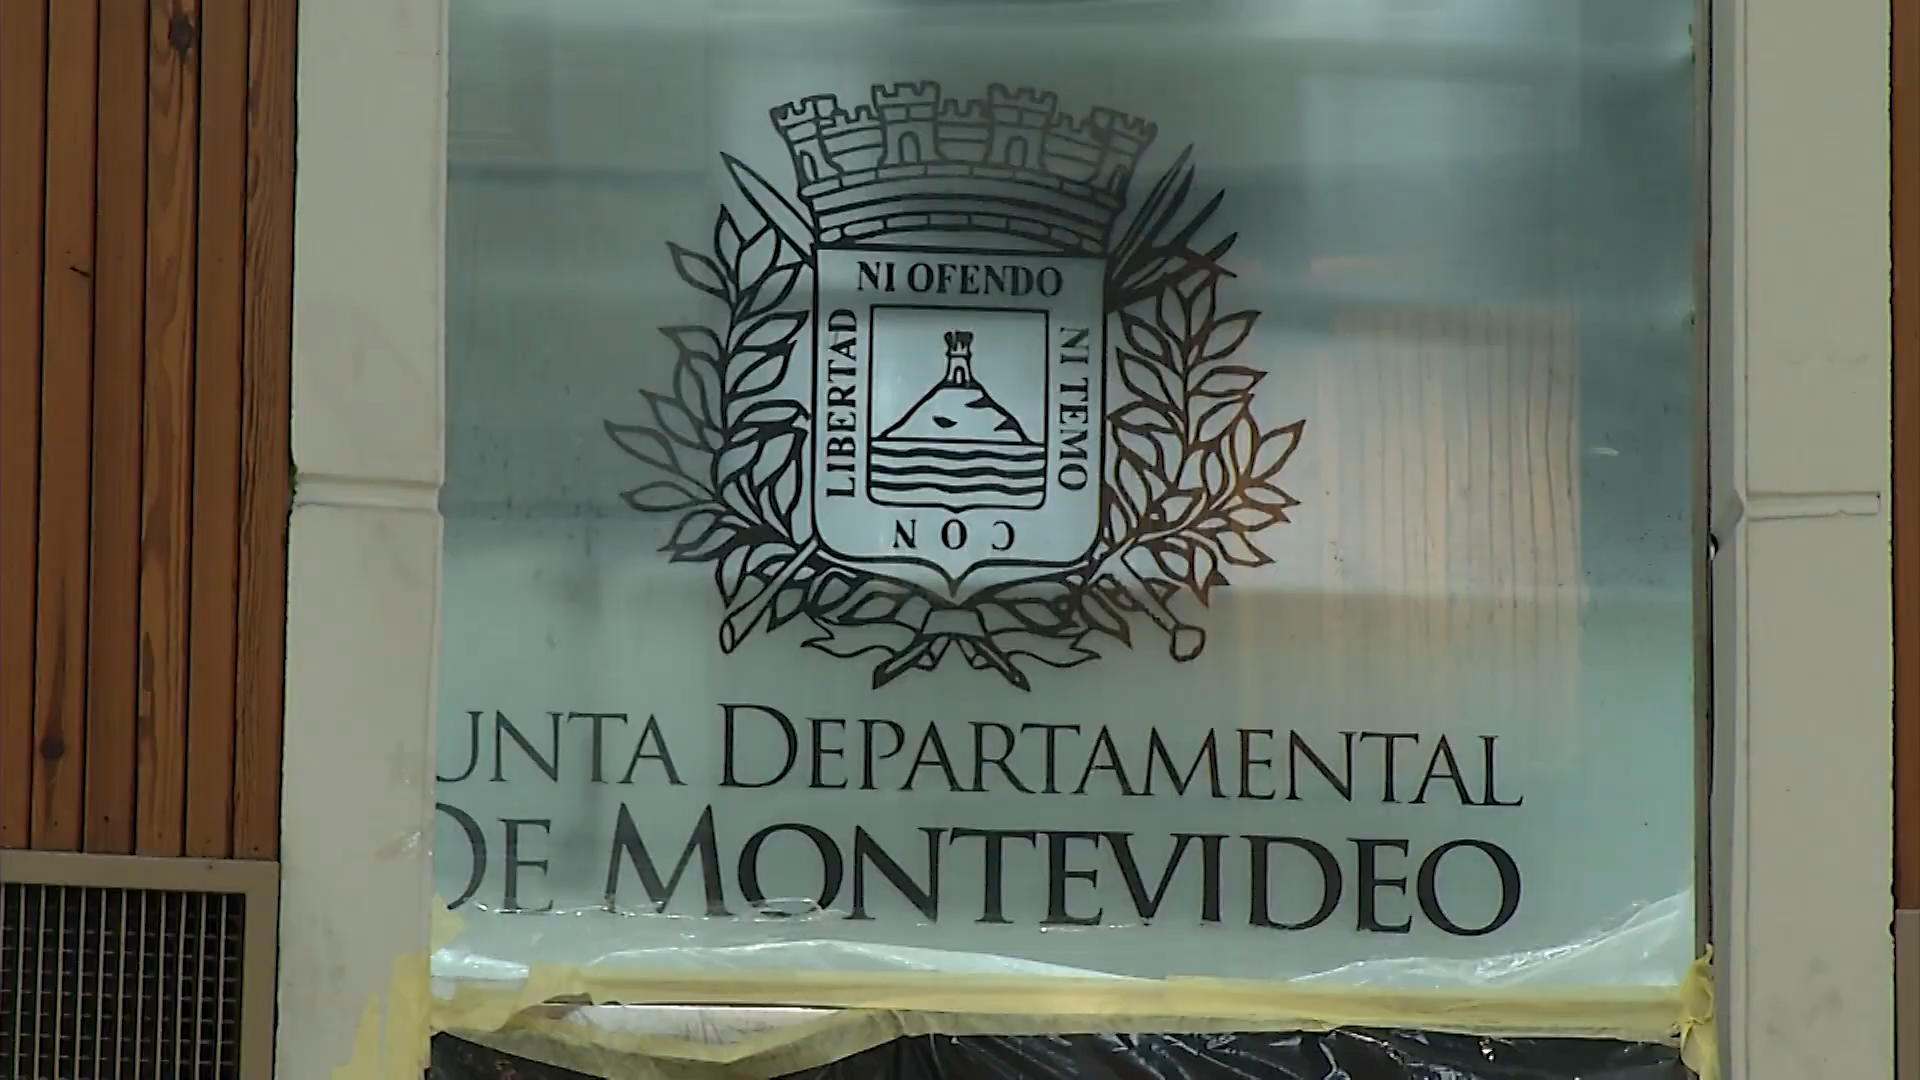 NI OFENDO
LIBERTAD
NI TEMO
CON
UNTA DEPARTAMENTAL
DE MONTEVIDEO